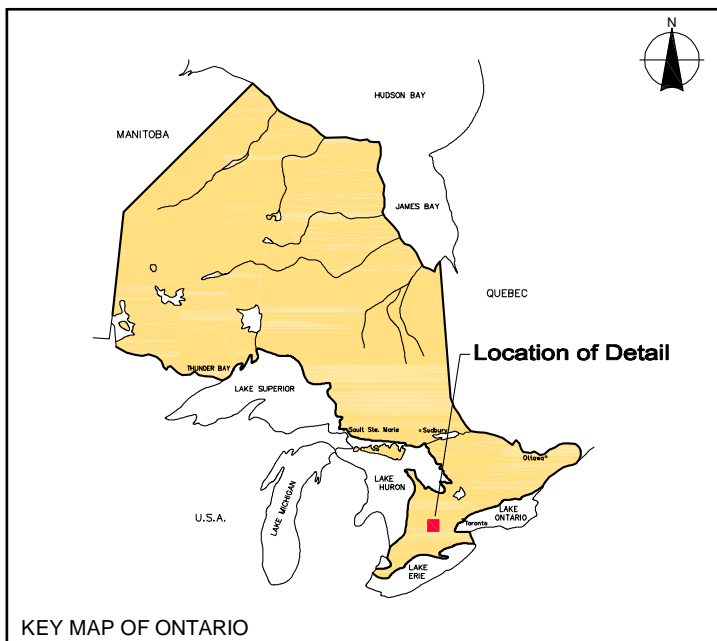 N
HUDSON BAY
MANITOBA
JAMES BAY
QUEBEC
Location of Detail
THUNDER BAY
LAKE SUPERIOR
Sault Ste. Marie
Sudbury
Ottawa
LAKE
HURON
LAKE MICHIGAN
U.S.A.
LAKE
ONTARIO
Toronto
LAKE
ERIE
KEY MAP OF ONTARIO